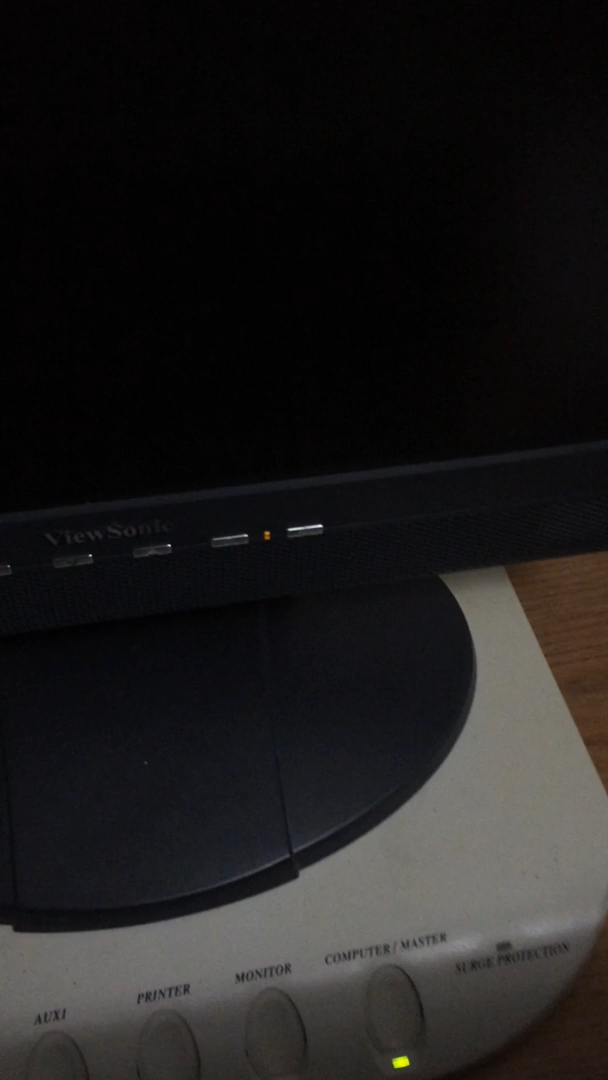 ViewSonic
AUX1
PRINTER
MONITOR
COMPUTER / MASTER
SURGE PROTECTION